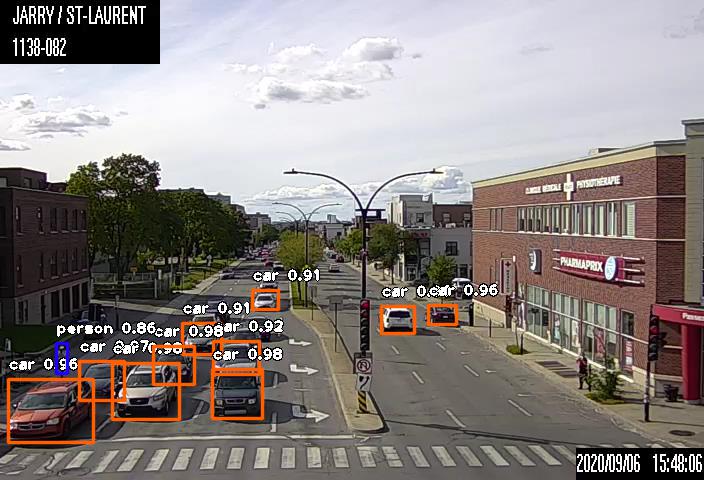 JARRY / ST-LAURENT
1138-082
CLINIQUE MÉDICALE PHYSIOTHÉRAPIE
PHARMAPRIX
car 0.91
car 0.96
car 0.91
car 0.92
car 0.98
person 0.86
car 0.98
car 0.96
2020/09/06 15:48:06